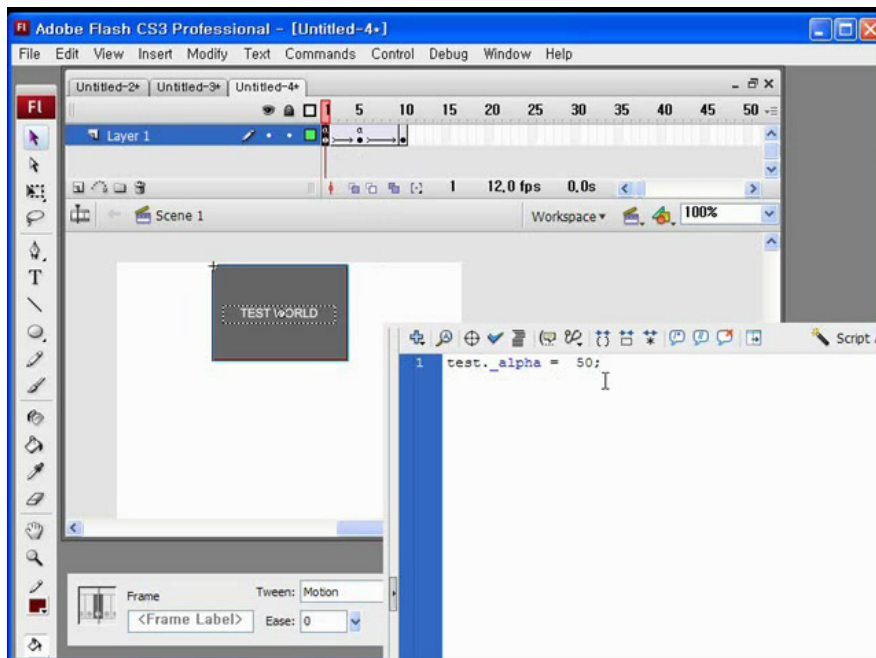 Fl Adobe Flash CS3 Professional - [Untitled-4*]
File Edit View Insert Modify Text Commands Control Debug Window Help
Untitled-2* Untitled-3* Untitled-4*
Fl
1 5 10 15 20 25 30 35 40 45 50
Layer 1
1 12.0 fps 0.0s
Scene 1 Workspace 100%
T
TEST WORLD
Script
1 test._alpha = 50;
Frame Tween: Motion
<Frame Label> Ease: 0